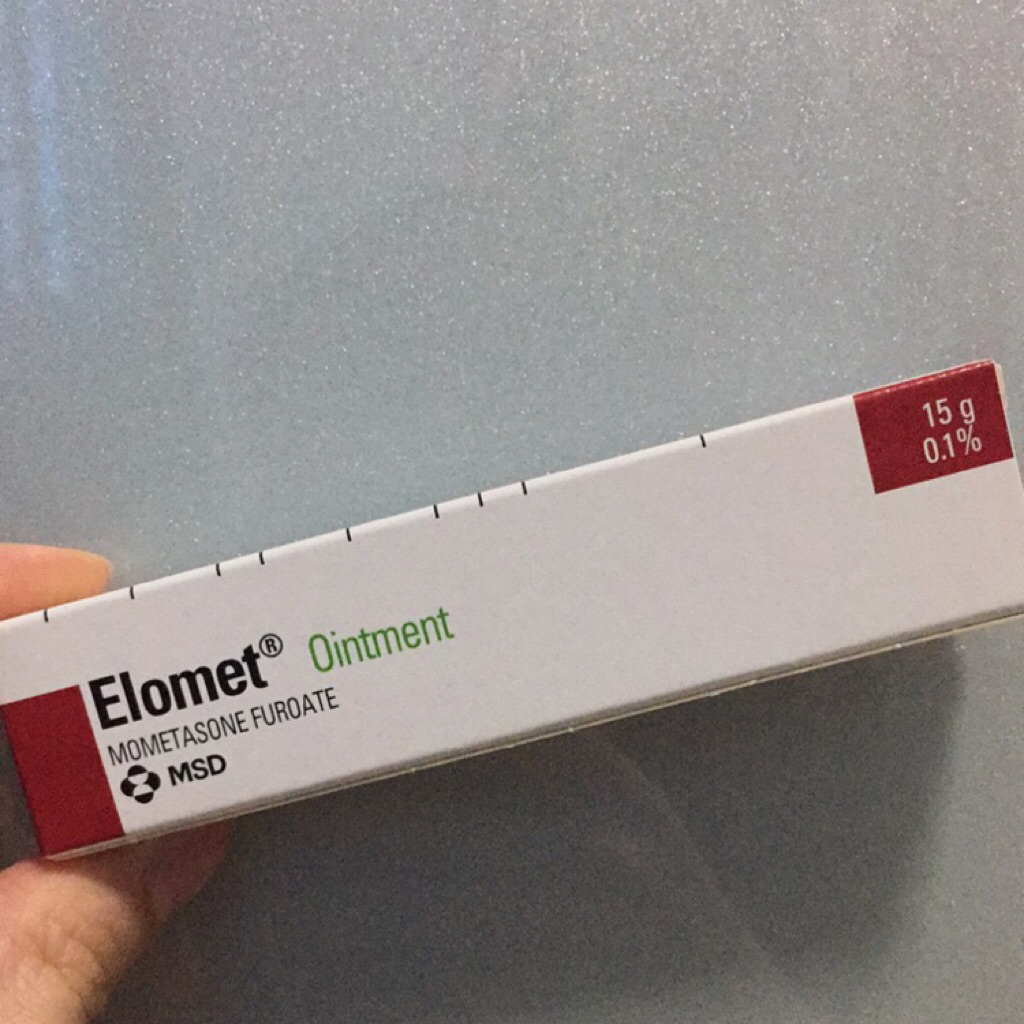 15 g
0.1%
Elomet® Ointment
MOMETASONE FUROATE
MSD